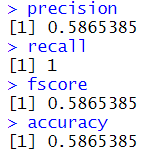 > precision
[1] 0.5865385
> recall
[1] 1
> fscore
[1] 0.5865385
> accuracy
[1] 0.5865385